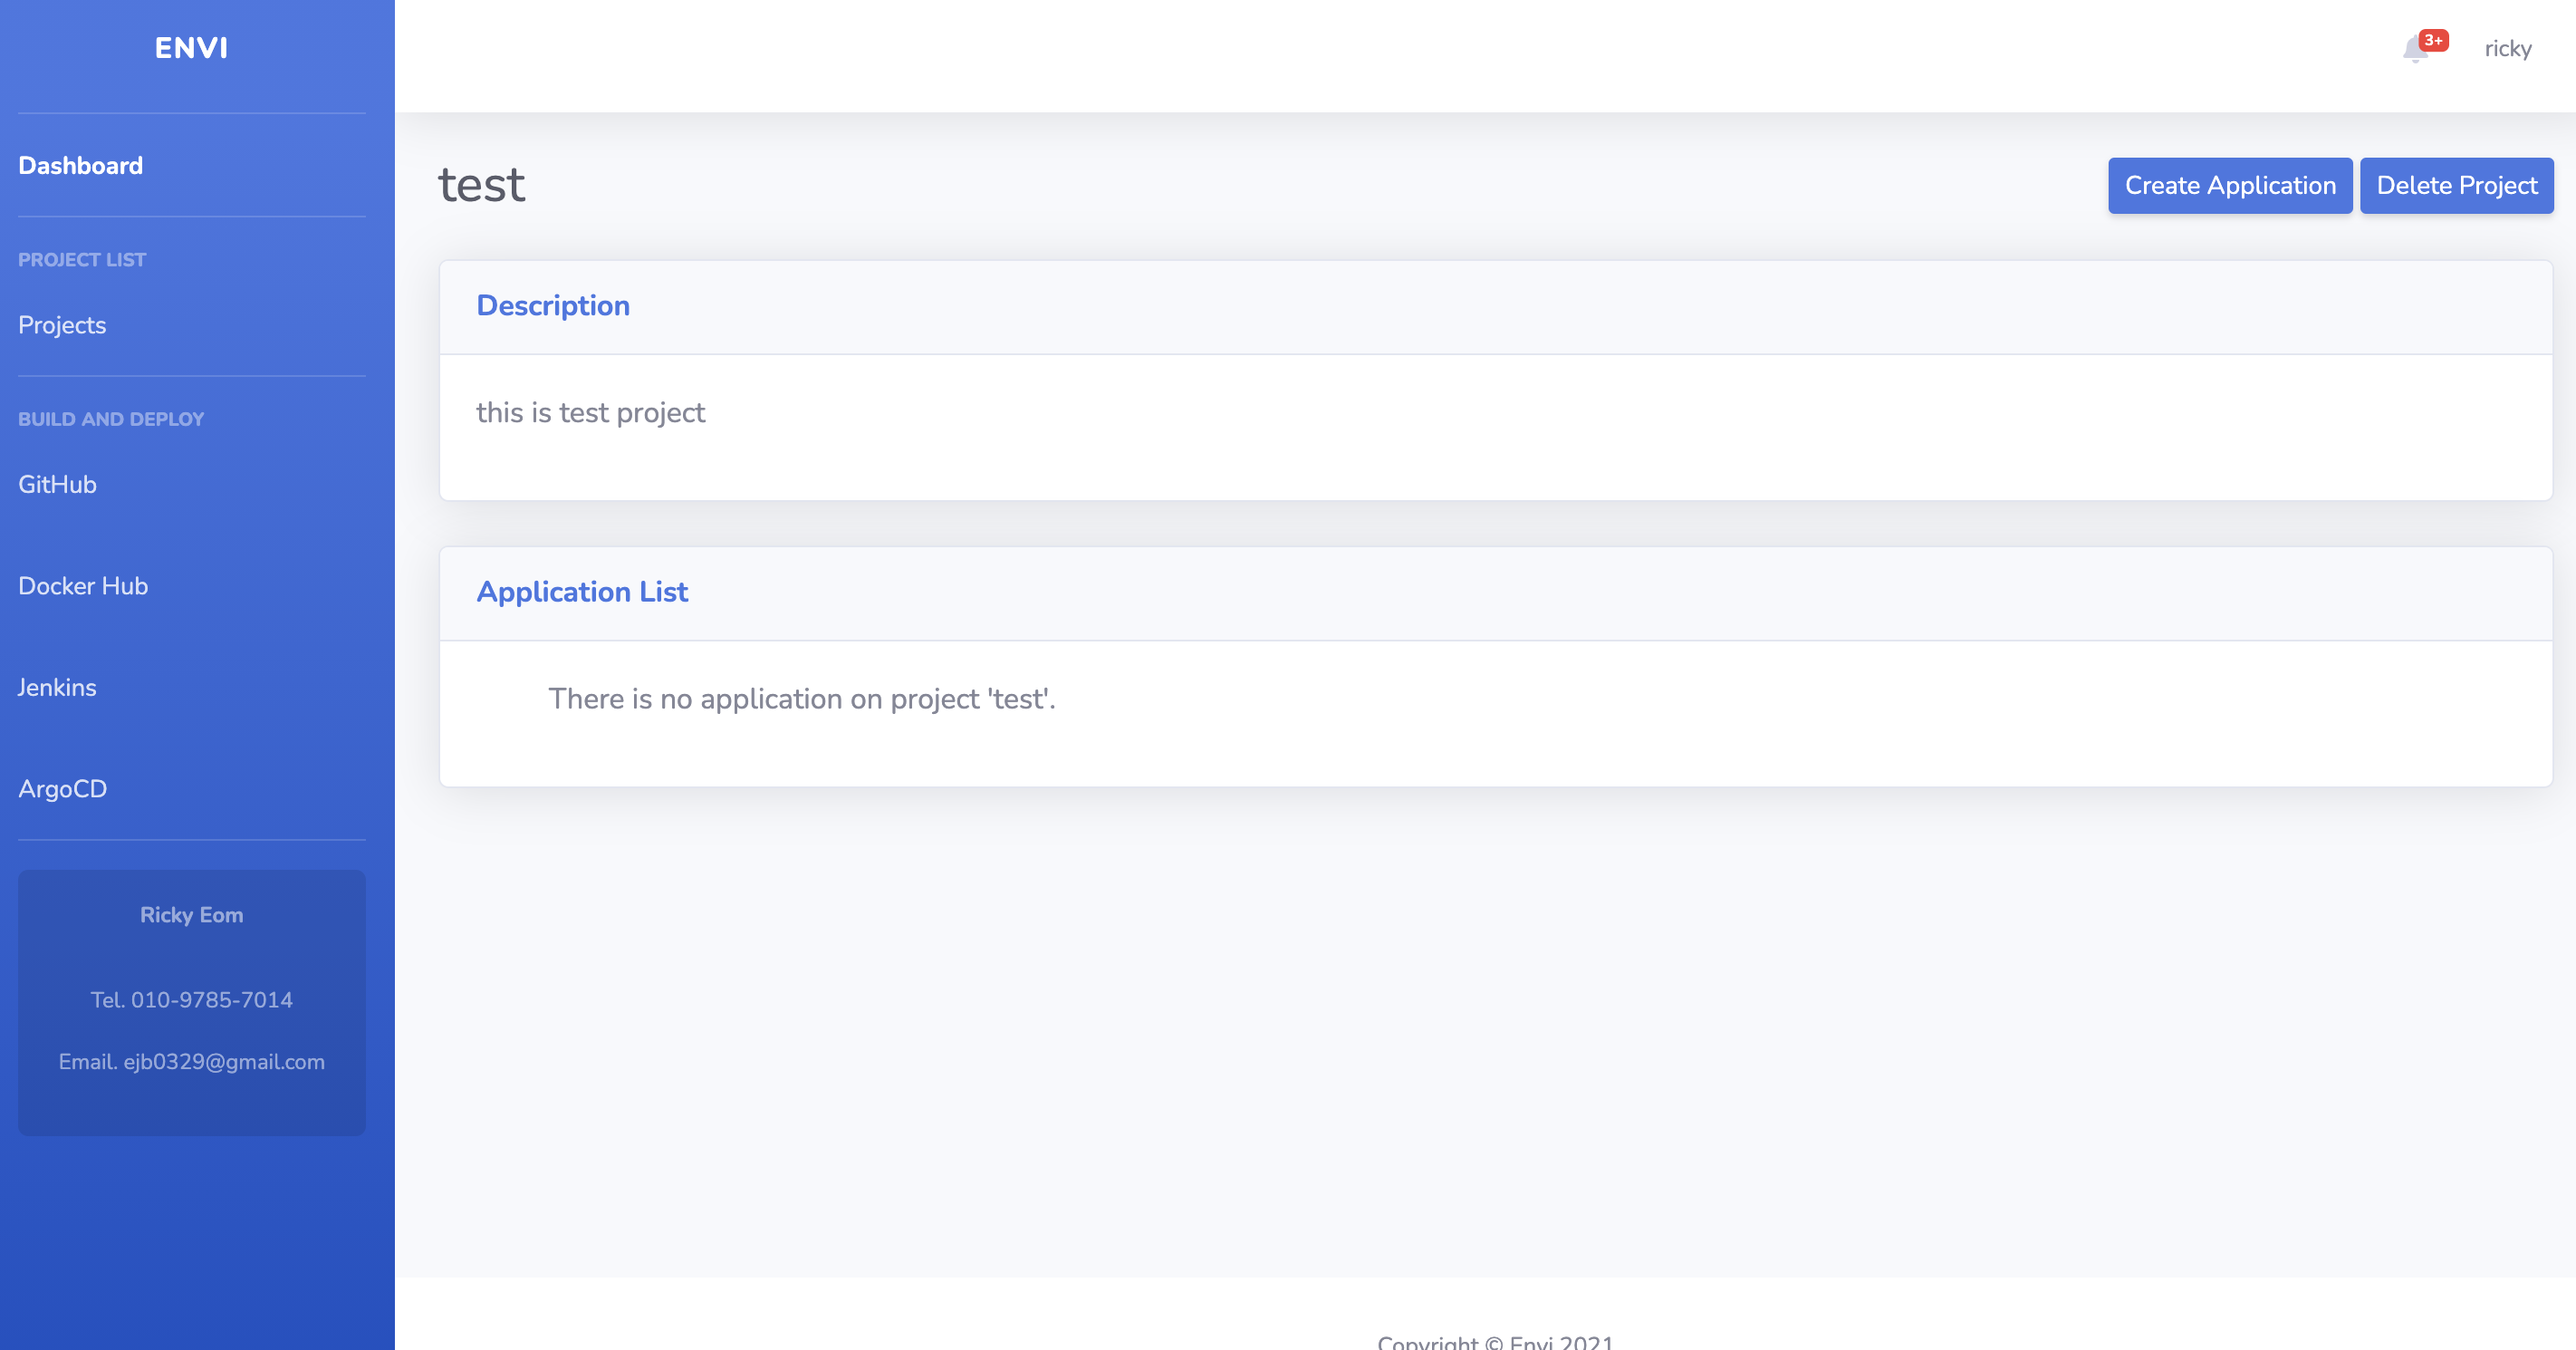 ENVI
3+
ricky
Dashboard
PROJECT LIST
Projects
BUILD AND DEPLOY
GitHub
Docker Hub
Jenkins
ArgoCD
Ricky Eom
Tel. 010-9785-7014
Email. ejb0329@gmail.com
test
Create Application
Delete Project
Description
this is test project
Application List
There is no application on project 'test'.
Copyright © Envi 2021